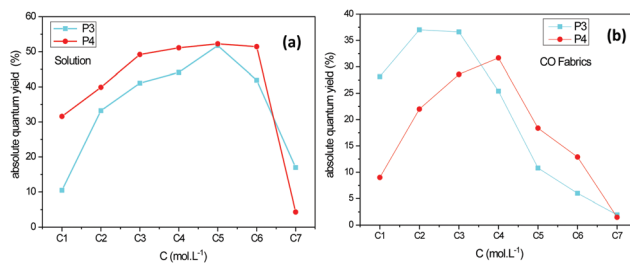 P3
P4
(a)
Solution
60
50
40
30
20
10
0
absolute quantum yield (%)
C1 C2 C3 C4 C5 C6 C7
C (mol.L-1)
P3
P4
(b)
CO Fabrics
40
35
30
25
20
15
10
5
0
absolute quantum yield (%)
C1 C2 C3 C4 C5 C6 C7
C (mol.L-1)